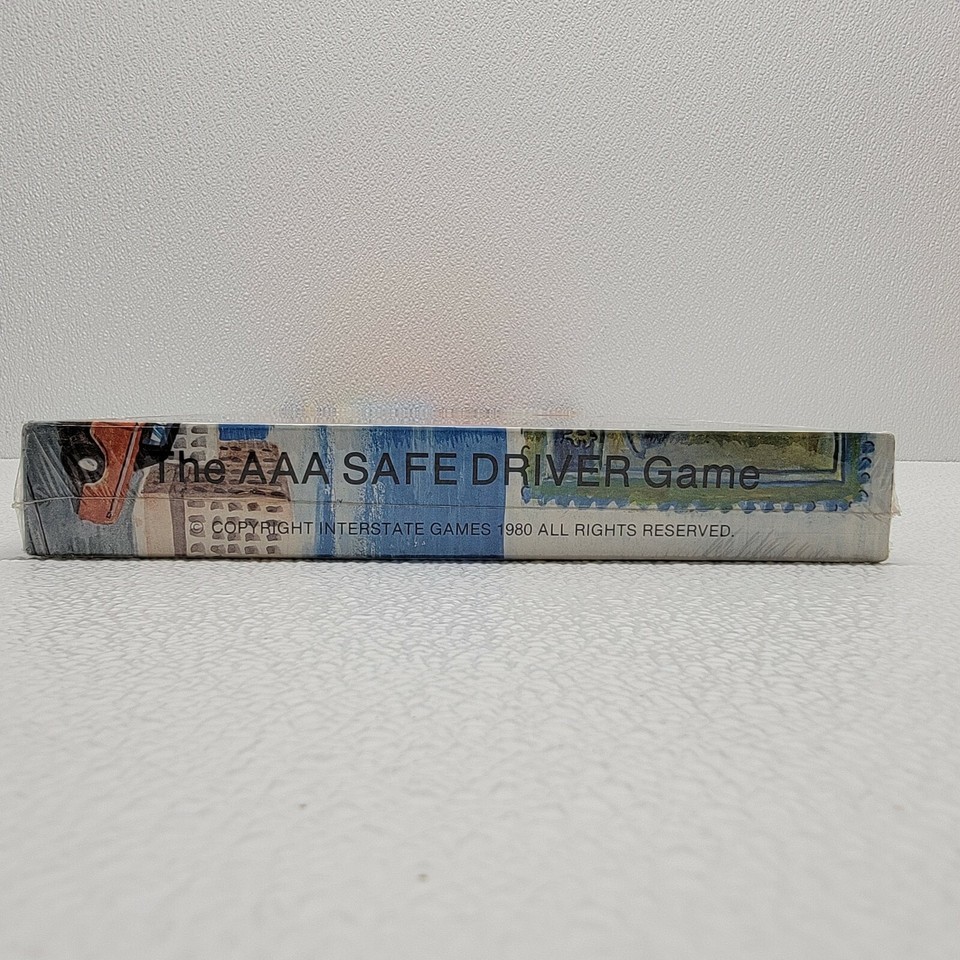 The AAA SAFE DRIVER Game
© COPYRIGHT INTERSTATE GAMES 1980 ALL RIGHTS RESERVED.